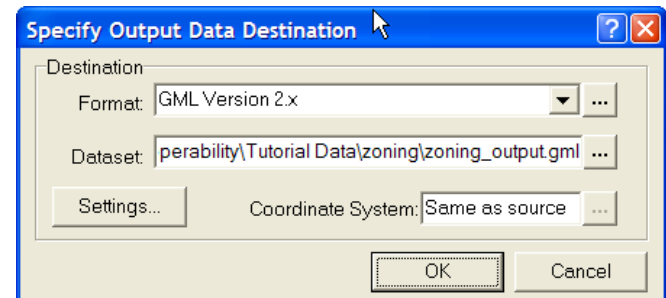 Specify Output Data Destination
Destination
Format: GML Version 2.x ...
Dataset: perability\Tutorial Data\zoning\zoning_output.gml ...
Settings... Coordinate System: Same as source ...
OK Cancel